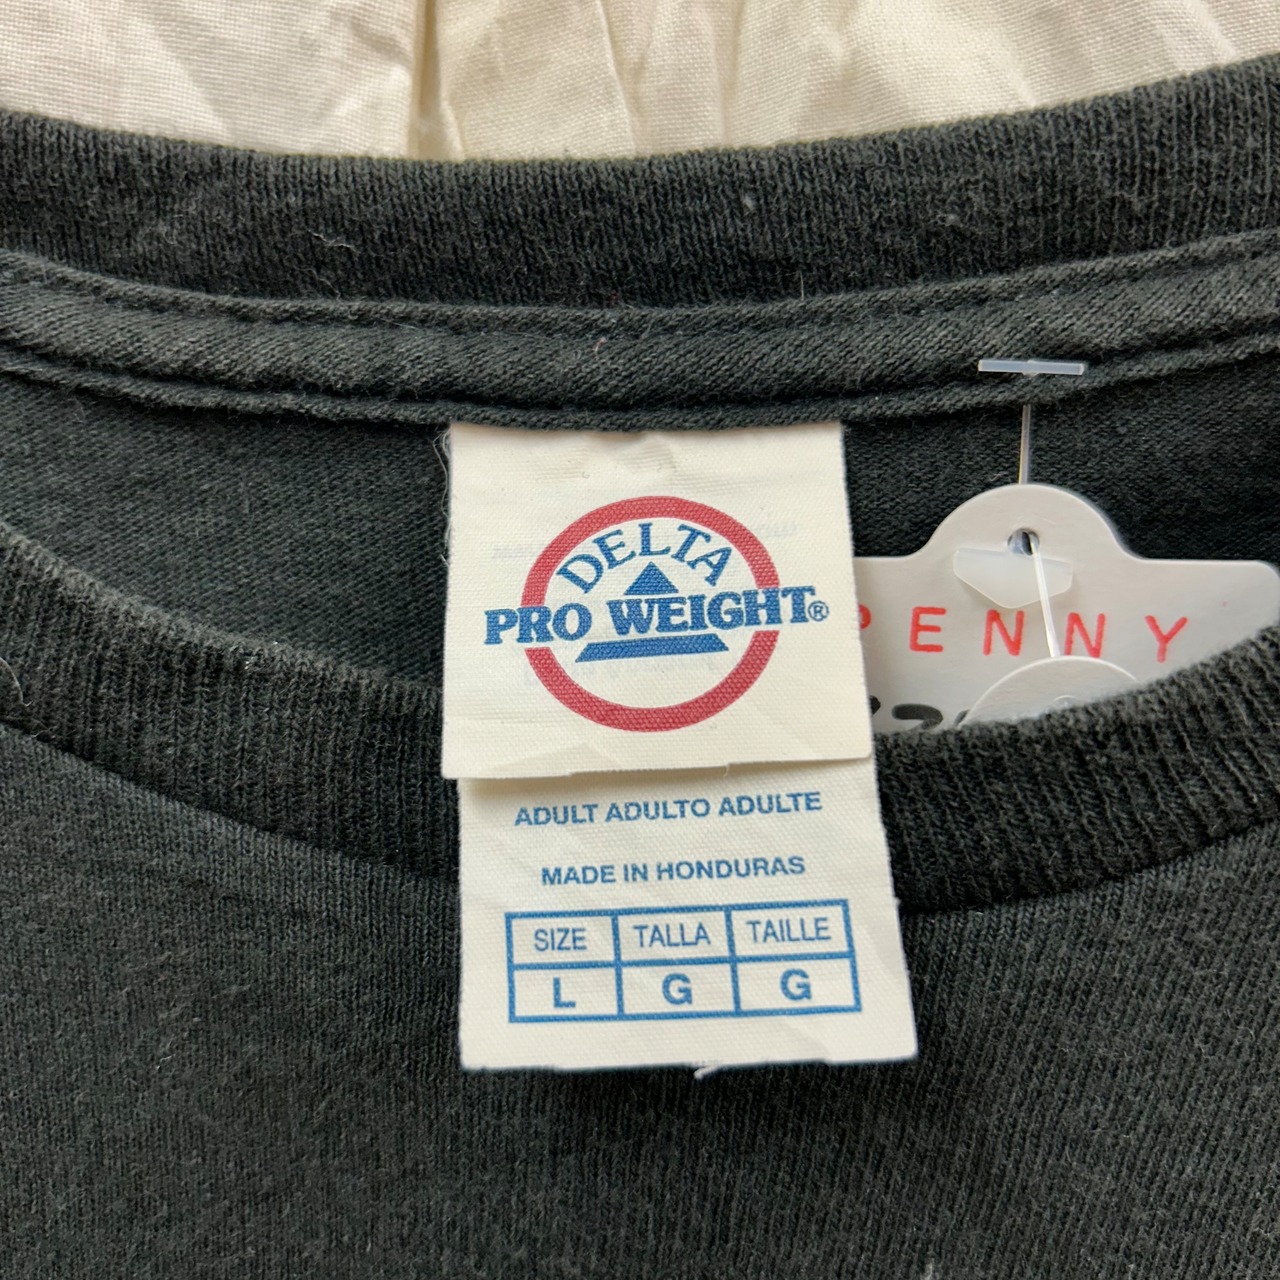 DELTA
PRO WEIGHT®
PENNY
ADULT ADULTO ADULTE
MADE IN HONDURAS
SIZE TALLA TAILLE
L G G